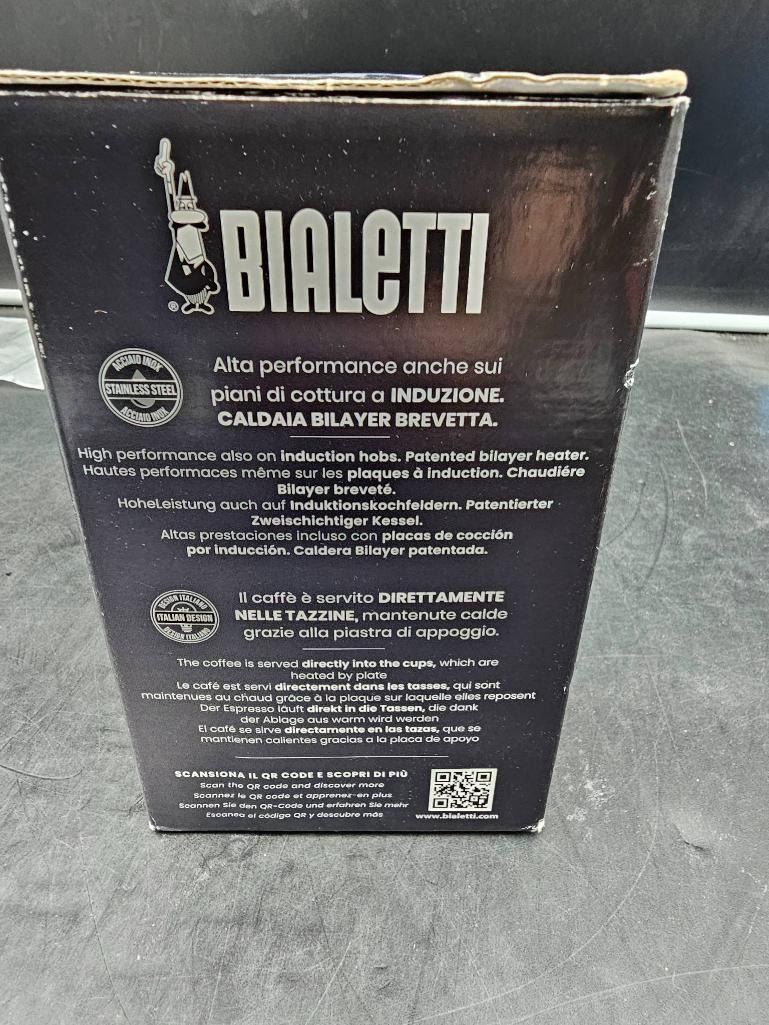 BIALETTI
®
ACCIAIO INOX
STAINLESS STEEL
ACCIAIO INOX
Alta performance anche sui
piani di cottura a INDUZIONE.
CALDAIA BILAYER BREVETTA.
High performance also on induction hobs. Patented bilayer heater.
Hautes performaces même sur les plaques à induction. Chaudiére
Bilayer breveté.
HoheLeistung auch auf Induktionskochfeldern. Patentierter
Zweischichtiger Kessel.
Altas prestaciones incluso con placas de cocción
por inducción. Caldera Bilayer patentada.
DESIGN ITALIANO
ITALIAN DESIGN
DESIGN ITALIANO
Il caffè è servito DIRETTAMENTE
NELLE TAZZINE, mantenute calde
grazie alla piastra di appoggio.
The coffee is served directly into the cups, which are
heated by plate
Le café est servi directement dans les tasses, qui sont
maintenues au chaud grâce à la plaque sur laquelle elles reposent
Der Espresso läuft direkt in die Tassen, die dank
der Ablage aus warm wird werden
El café se sirve directamente en las tazas, que se
mantienen calientes gracias a la placa de apoyo
SCANSIONA IL QR CODE E SCOPRI DI PIÙ
Scan the QR code and discover more
Scannez le QR code et apprenez-en plus
Scannen Sie den QR-Code und erfahren Sie mehr
Escanea el código QR y descubre más
www.bialetti.com